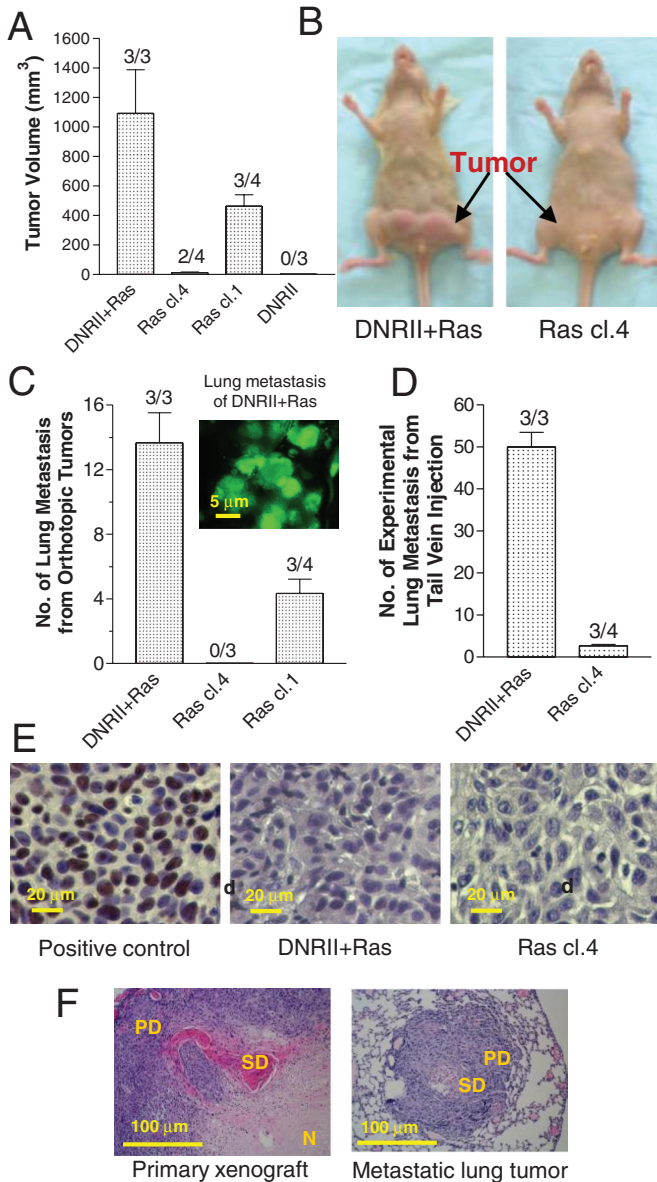 A
Tumor Volume (mm³)
1600
1400
1200
1000
800
600
400
200
0
3/3
2/4
3/4
0/3
DNRII+Ras
Ras cl.4
Ras cl.1
DNRII
B
Tumor
DNRII+Ras
Ras cl.4
C
No. of Lung Metastasis
from Orthotopic Tumors
16
12
8
4
0
3/3
0/3
3/4
Lung metastasis
of DNRII+Ras
5 μm
DNRII+Ras
Ras cl.4
Ras cl.1
D
No. of Experimental
Lung Metastasis from
Tail Vein Injection
60
50
40
30
20
10
0
3/3
3/4
DNRII+Ras
Ras cl.4
E
20 μm
d
20 μm
d
20 μm
Positive control
DNRII+Ras
Ras cl.4
F
PD
SD
N
100 μm
PD
SD
100 μm
Primary xenograft
Metastatic lung tumor